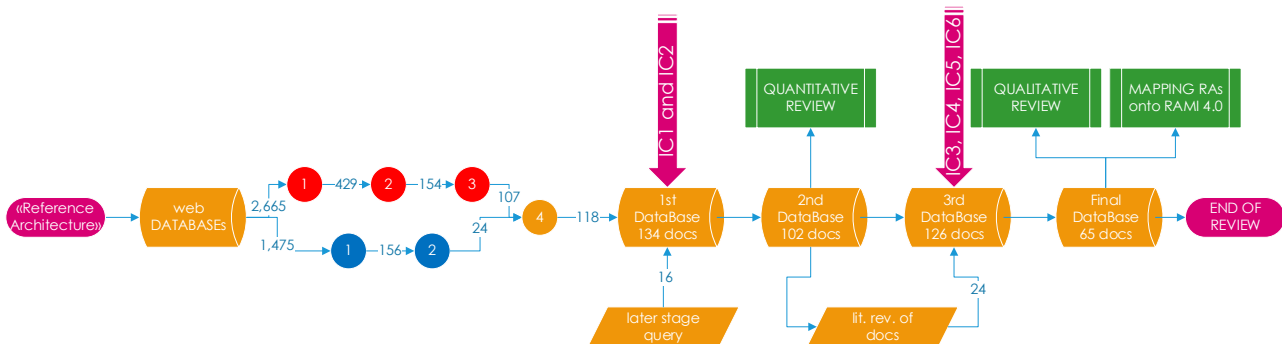 IC1 and IC2
IC3, IC4, IC5, IC6
QUANTITATIVE
REVIEW
QUALITATIVE
REVIEW
MAPPING RAs
onto RAMI 4.0
«Reference
Architecture»
web
DATABASEs
2,665
1,475
1
429
2
154
3
107
1
156
2
24
4
118
1st
DataBase
134 docs
2nd
DataBase
102 docs
3rd
DataBase
126 docs
Final
DataBase
65 docs
END OF
REVIEW
16
later stage
query
lit. rev. of
docs
24